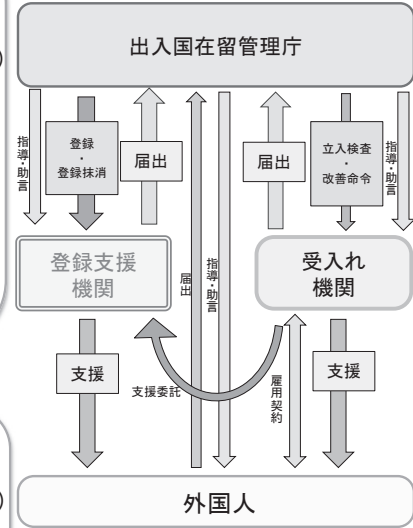 出入国在留管理庁
指導・助言
登録
・
登録抹消
届出
届出
立入検査
・
改善命令
指導・助言
登録支援
機関
届出
指導・助言
受入れ
機関
支援
支援委託
雇用契約
支援
外国人